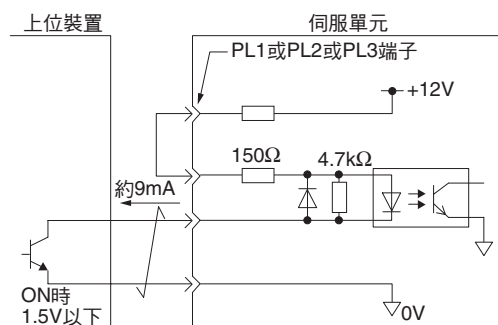 上位裝置
伺服單元
PL1或PL2或PL3端子
+12V
150Ω
4.7kΩ
約9mA
ON時
1.5V以下
0V